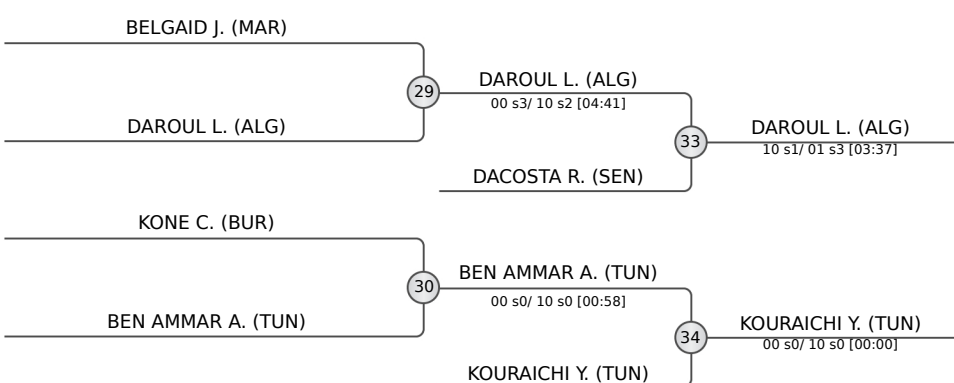 BELGAID J. (MAR)
29
DAROUL L. (ALG)
00 s3/ 10 s2 [04:41]
DAROUL L. (ALG)
33
DAROUL L. (ALG)
10 s1/ 01 s3 [03:37]
DACOSTA R. (SEN)
KONE C. (BUR)
30
BEN AMMAR A. (TUN)
00 s0/ 10 s0 [00:58]
BEN AMMAR A. (TUN)
34
KOURAICHI Y. (TUN)
00 s0/ 10 s0 [00:00]
KOURAICHI Y. (TUN)